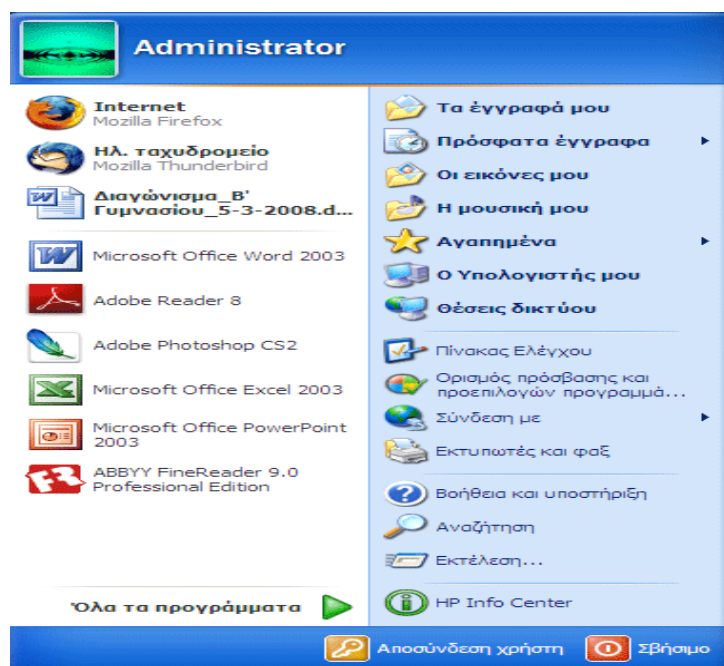 Administrator
Internet
Mozilla Firefox
Ηλ. ταχυδρομείο
Mozilla Thunderbird
Διαγώνισμα_Β'
Γυμνασίου_5-3-2008.d...
Microsoft Office Word 2003
Adobe Reader 8
Adobe Photoshop CS2
Microsoft Office Excel 2003
Microsoft Office PowerPoint
2003
ABBYY FineReader 9.0
Professional Edition
Όλα τα προγράμματα
Τα έγγραφά μου
Πρόσφατα έγγραφα
Οι εικόνες μου
Η μουσική μου
Αγαπημένα
Ο Υπολογιστής μου
Θέσεις δικτύου
Πίνακας Ελέγχου
Ορισμός πρόσβασης και
προεπιλογών προγραμμά...
Σύνδεση με
Εκτυπωτές και φαξ
Βοήθεια και υποστήριξη
Αναζήτηση
Εκτέλεση...
HP Info Center
Αποσύνδεση χρήστη
Σβήσιμο